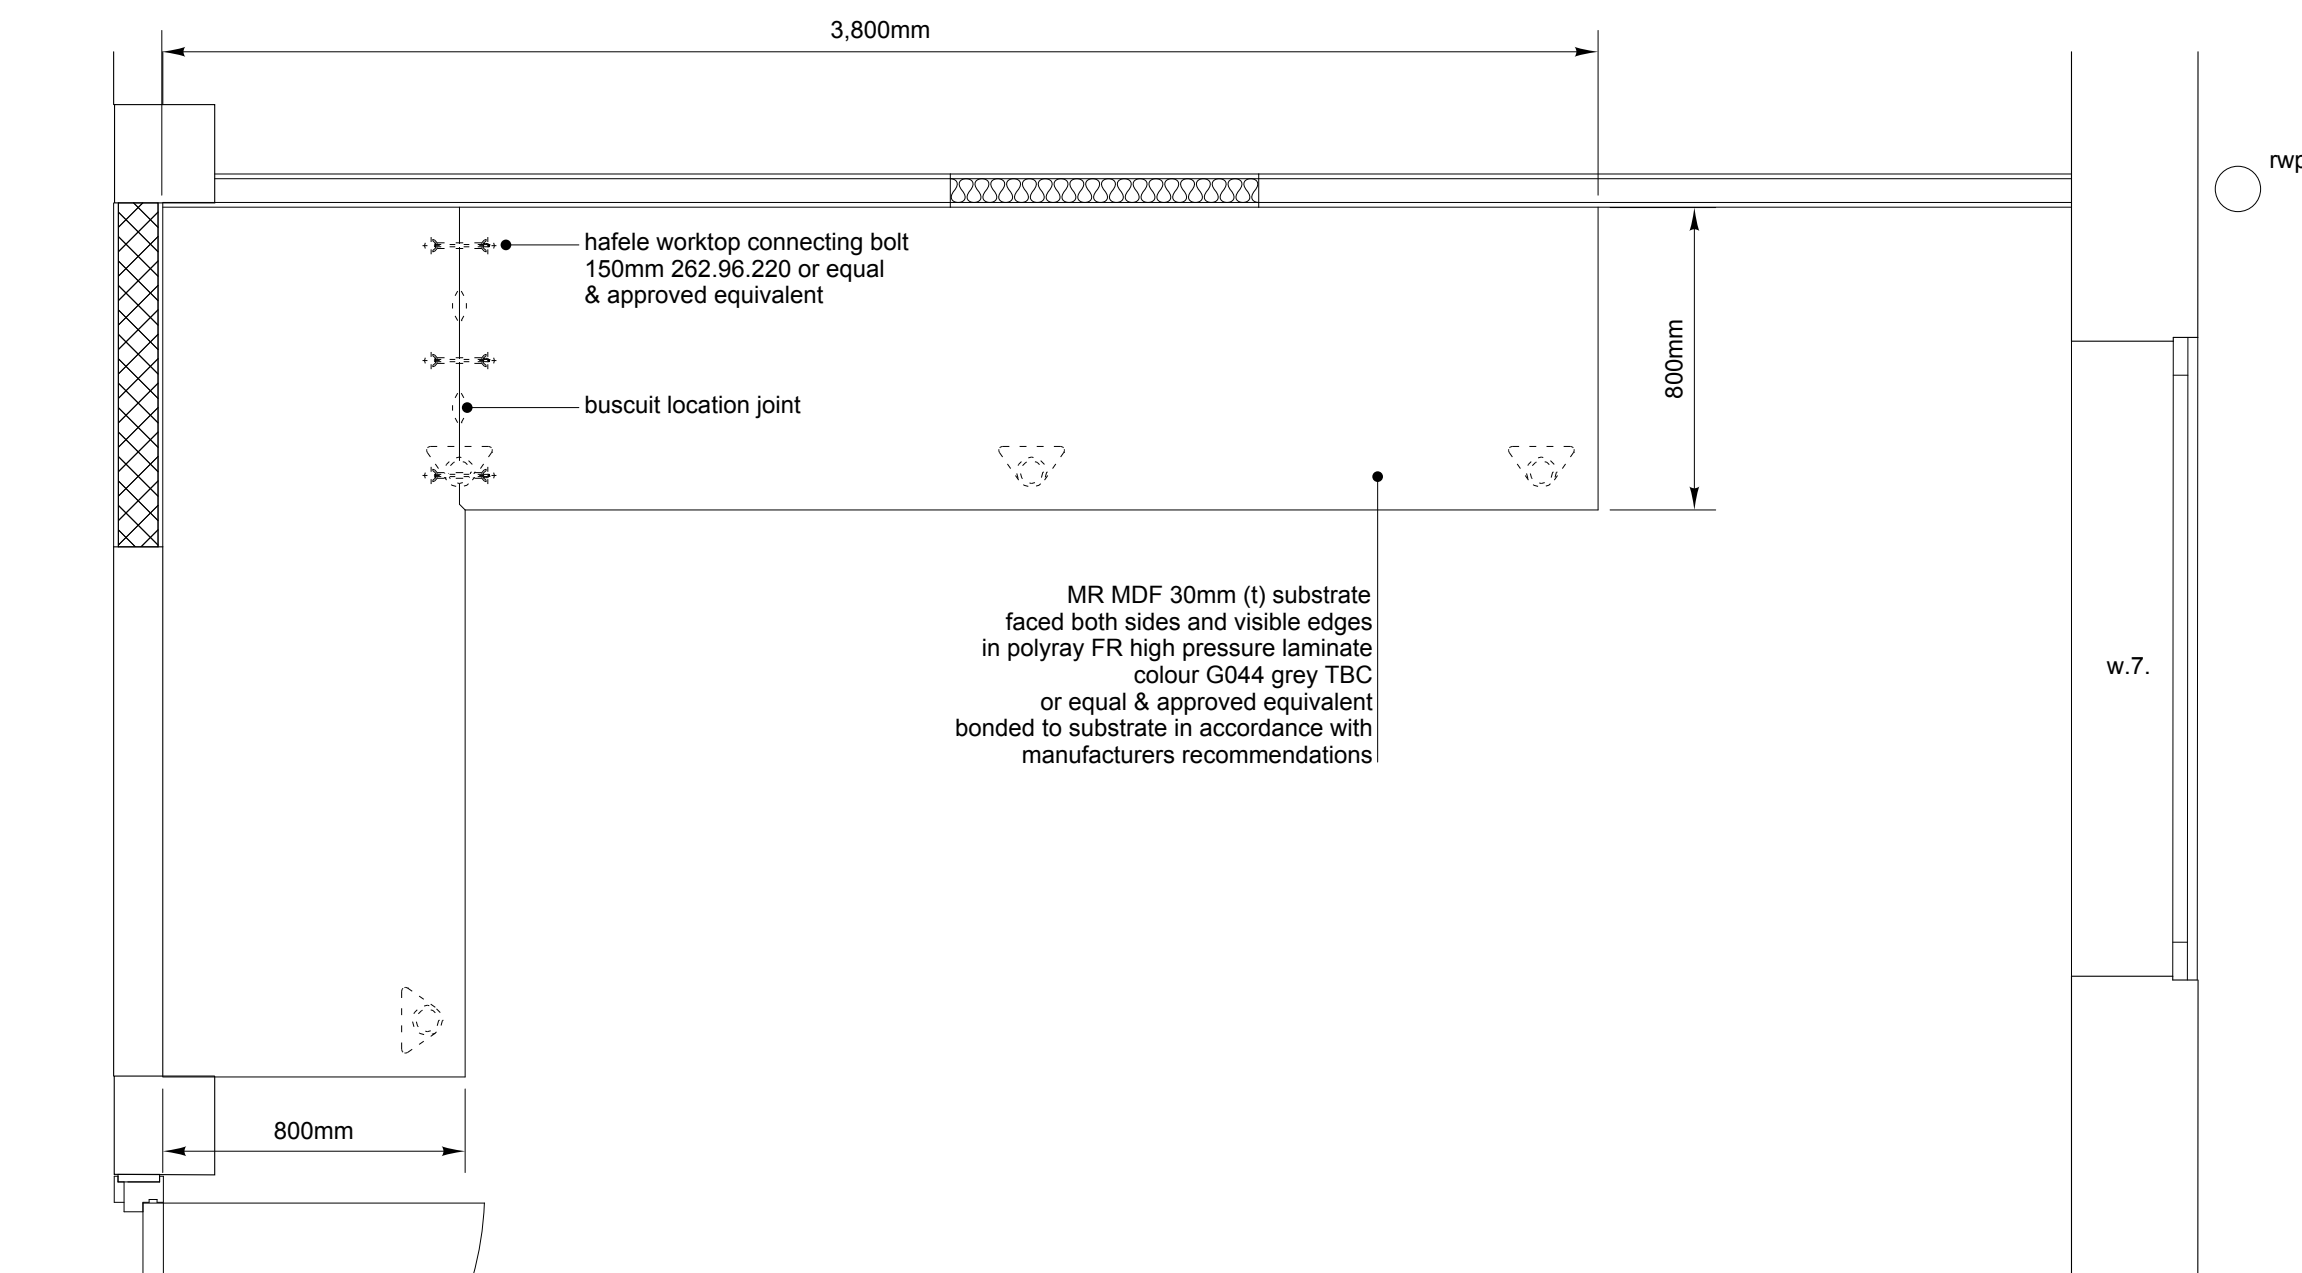 3,800mm
rwp
hafele worktop connecting bolt
150mm 262.96.220 or equal
& approved equivalent
800mm
buscuit location joint
MR MDF 30mm (t) substrate
faced both sides and visible edges
in polyray FR high pressure laminate
colour G044 grey TBC
or equal & approved equivalent
bonded to substrate in accordance with
manufacturers recommendations
w.7.
800mm